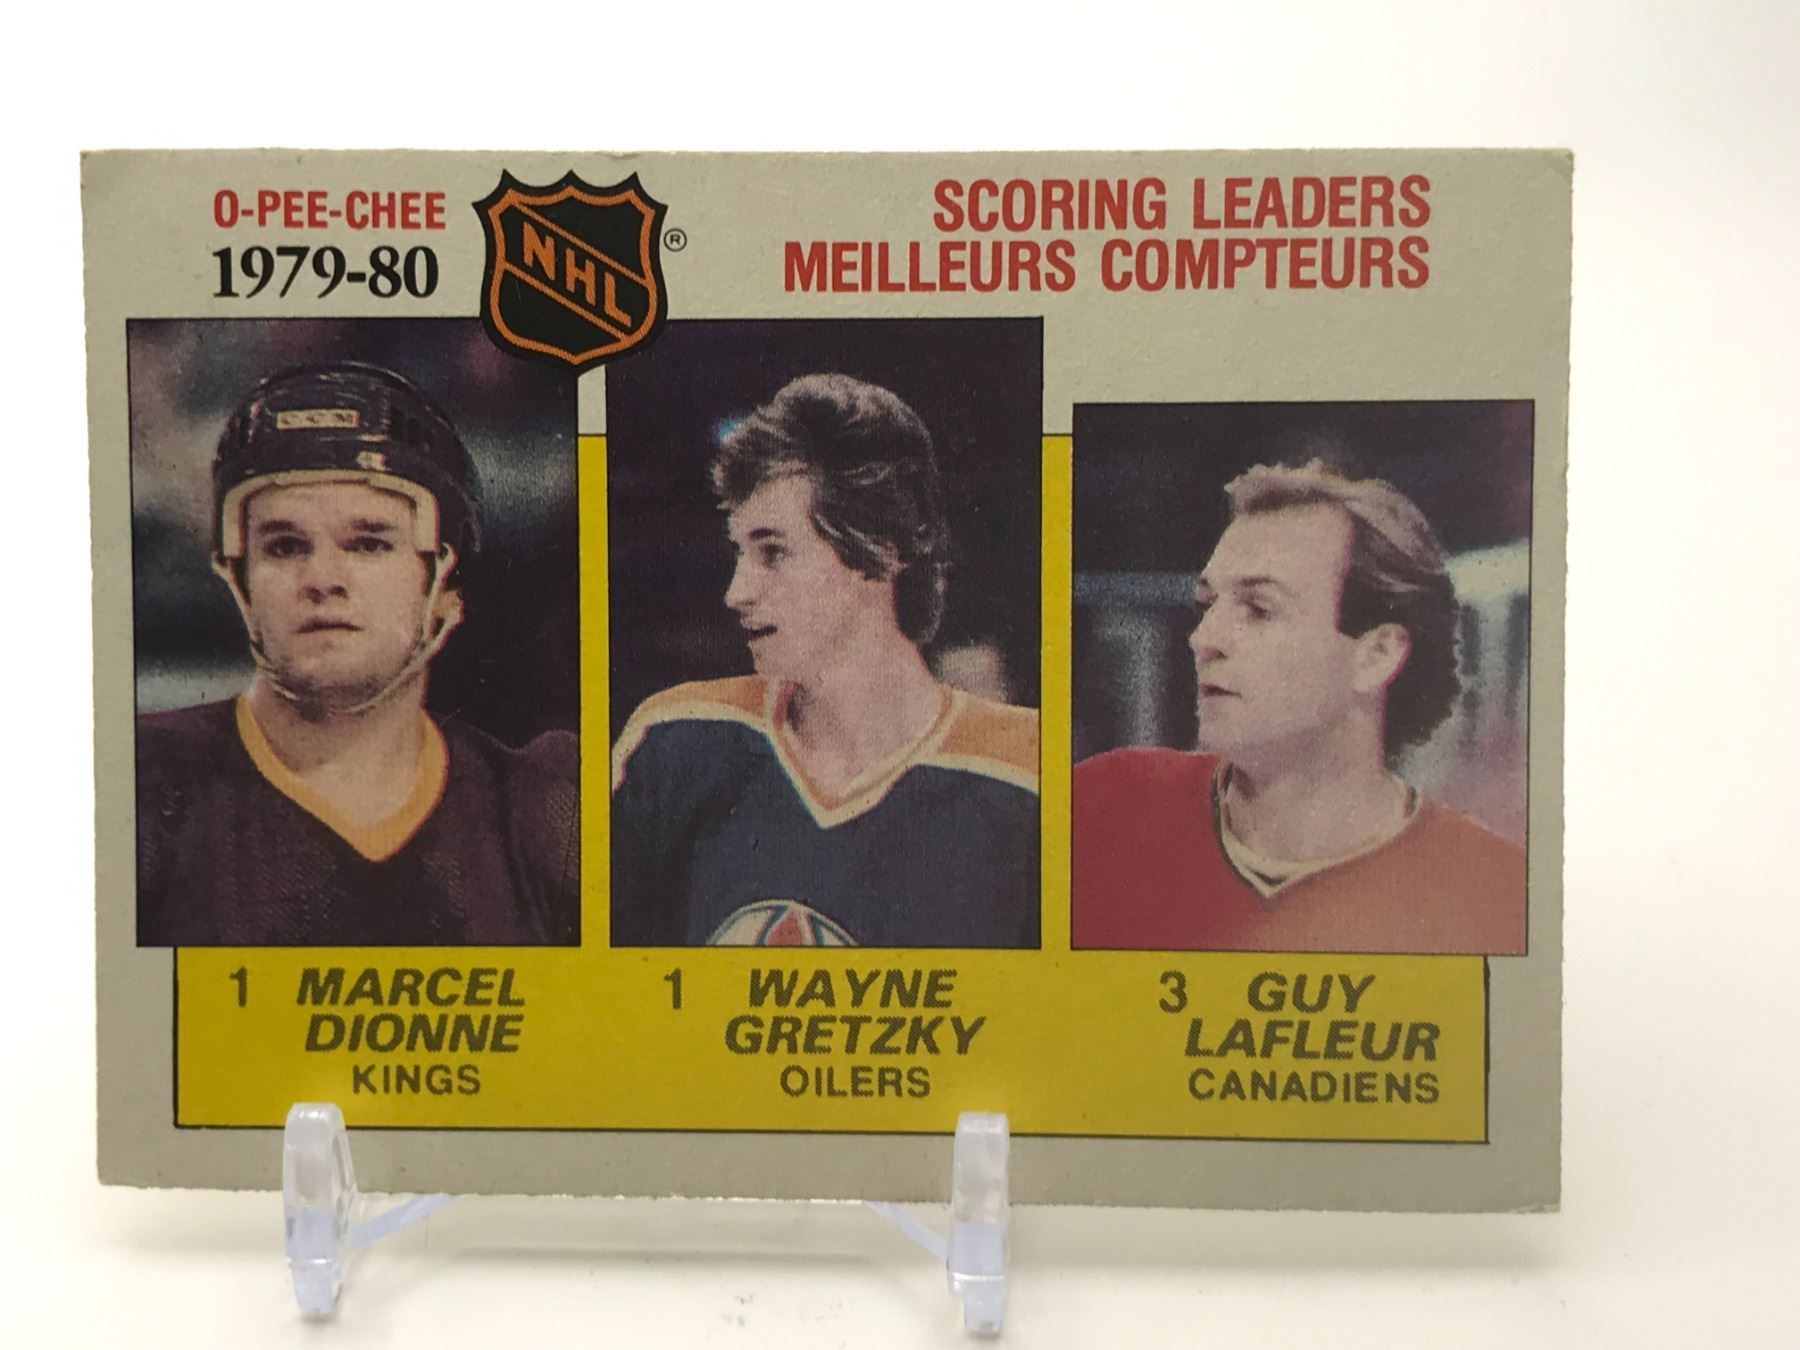 O-PEE-CHEE
1979-80
NHL
®
SCORING LEADERS
MEILLEURS COMPTEURS
CCM
1 MARCEL DIONNE
KINGS
1 WAYNE GRETZKY
OILERS
3 GUY LAFLEUR
CANADIENS